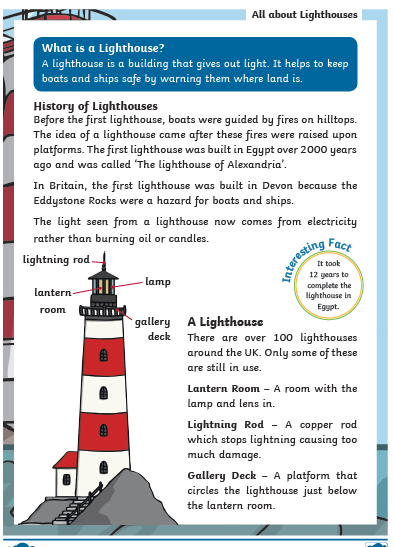 All about Lighthouses
What is a Lighthouse?
A lighthouse is a building that gives out light. It helps to keep
boats and ships safe by warning them where land is.
History of Lighthouses
Before the first lighthouse, boats were guided by fires on hilltops.
The idea of a lighthouse came after these fires were raised upon
platforms. The first lighthouse was built in Egypt over 2000 years
ago and was called ‘The lighthouse of Alexandria’.
In Britain, the first lighthouse was built in Devon because the
Eddystone Rocks were a hazard for boats and ships.
The light seen from a lighthouse now comes from electricity
rather than burning oil or candles.
Interesting Fact
It took
12 years to
complete the
lighthouse in
Egypt.
lightning rod
lamp
lantern
room
gallery
deck
A Lighthouse
There are over 100 lighthouses
around the UK. Only some of these
are still in use.
Lantern Room – A room with the
lamp and lens in.
Lightning Rod – A copper rod
which stops lightning causing too
much damage.
Gallery Deck – A platform that
circles the lighthouse just below
the lantern room.